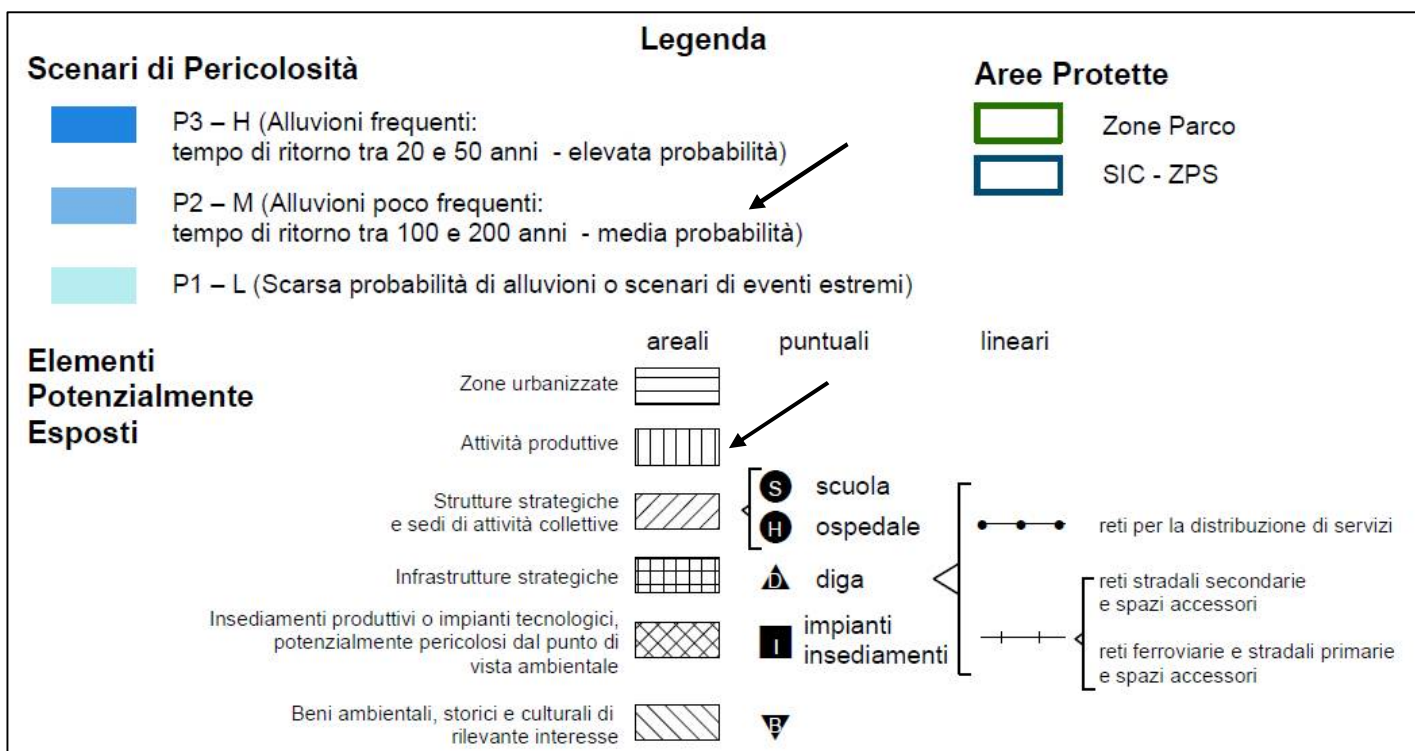 Legenda
Scenari di Pericolosità
P3 – H (Alluvioni frequenti:
tempo di ritorno tra 20 e 50 anni - elevata probabilità)
P2 – M (Alluvioni poco frequenti:
tempo di ritorno tra 100 e 200 anni - media probabilità)
P1 – L (Scarsa probabilità di alluvioni o scenari di eventi estremi)
Aree Protette
Zone Parco
SIC - ZPS
Elementi
Potenzialmente
Esposti
areali puntuali lineari
Zone urbanizzate
Attività produttive
Strutture strategiche
e sedi di attività collettive
Infrastrutture strategiche
Insediamenti produttivi o impianti tecnologici,
potenzialmente pericolosi dal punto di
vista ambientale
Beni ambientali, storici e culturali di
rilevante interesse
S scuola
H ospedale
D diga
I impianti
insediamenti
B
reti per la distribuzione di servizi
reti stradali secondarie
e spazi accessori
reti ferroviarie e stradali primarie
e spazi accessori